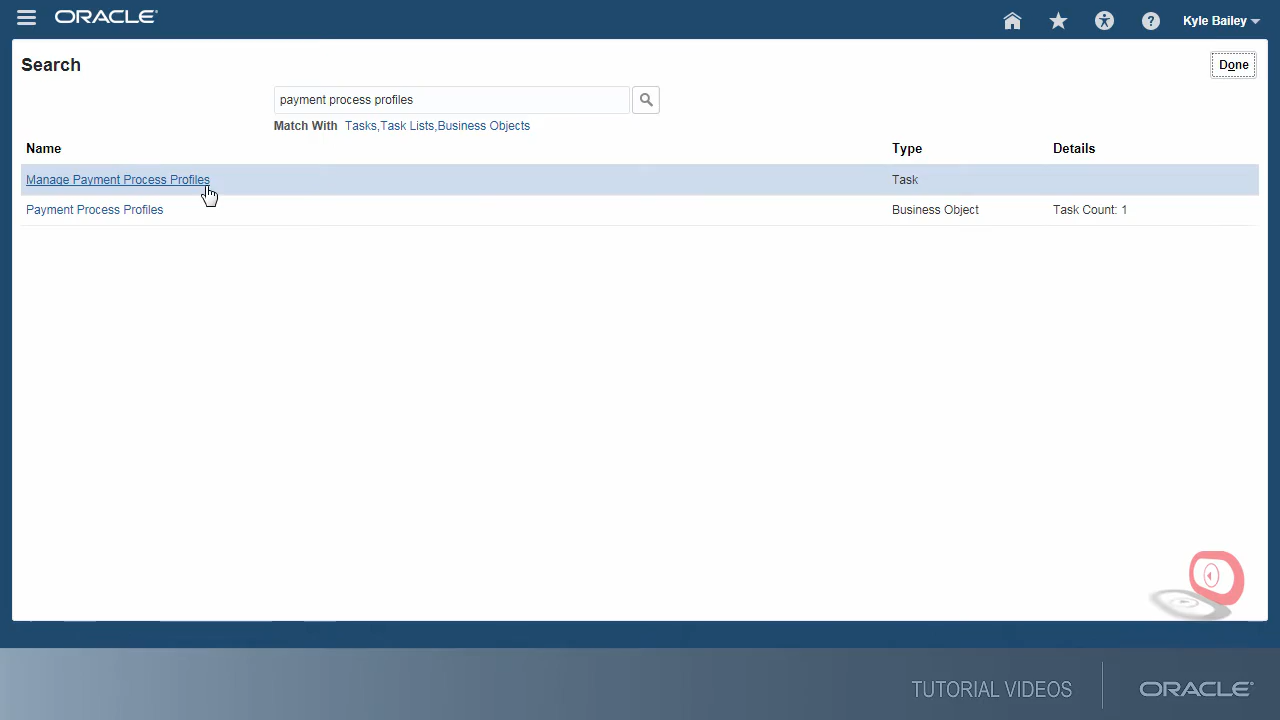 ORACLE
Kyle Bailey
Search
Done
payment process profiles
Match With Tasks,Task Lists,Business Objects
Name Type Details
Manage Payment Process Profiles Task
Payment Process Profiles Business Object Task Count: 1
TUTORIAL VIDEOS ORACLE